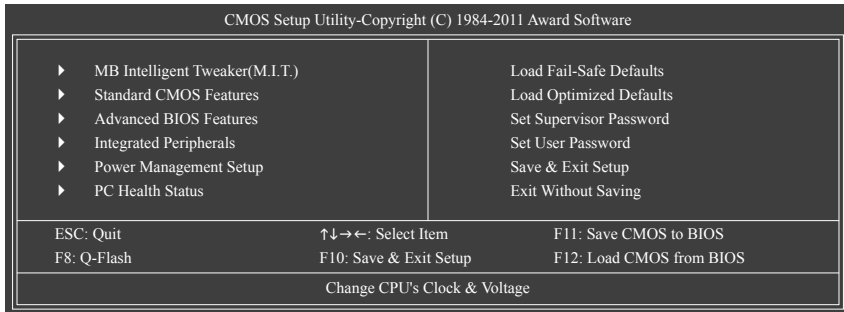 CMOS Setup Utility-Copyright (C) 1984-2011 Award Software
MB Intelligent Tweaker(M.I.T.)
Standard CMOS Features
Advanced BIOS Features
Integrated Peripherals
Power Management Setup
PC Health Status
Load Fail-Safe Defaults
Load Optimized Defaults
Set Supervisor Password
Set User Password
Save & Exit Setup
Exit Without Saving
ESC: Quit ↑↓→←: Select Item F11: Save CMOS to BIOS
F8: Q-Flash F10: Save & Exit Setup F12: Load CMOS from BIOS
Change CPU's Clock & Voltage